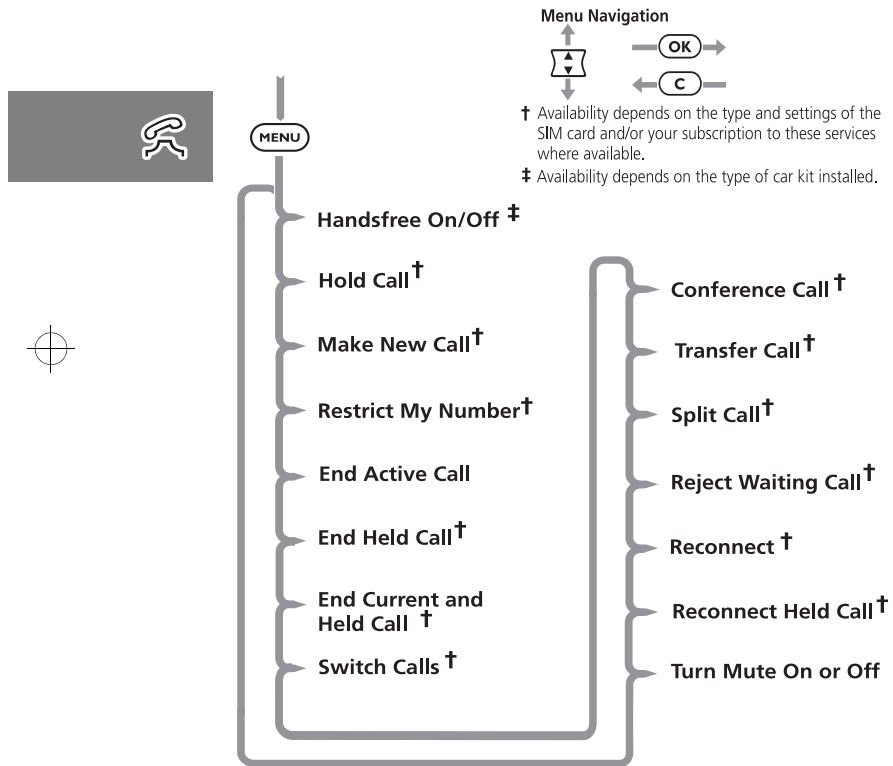 Menu Navigation
OK
C
† Availability depends on the type and settings of the
SIM card and/or your subscription to these services
where available.
‡ Availability depends on the type of car kit installed.
MENU
Handsfree On/Off ‡
Hold Call†
Make New Call†
Restrict My Number†
End Active Call
End Held Call†
End Current and
Held Call †
Switch Calls †
Conference Call†
Transfer Call†
Split Call†
Reject Waiting Call†
Reconnect †
Reconnect Held Call†
Turn Mute On or Off